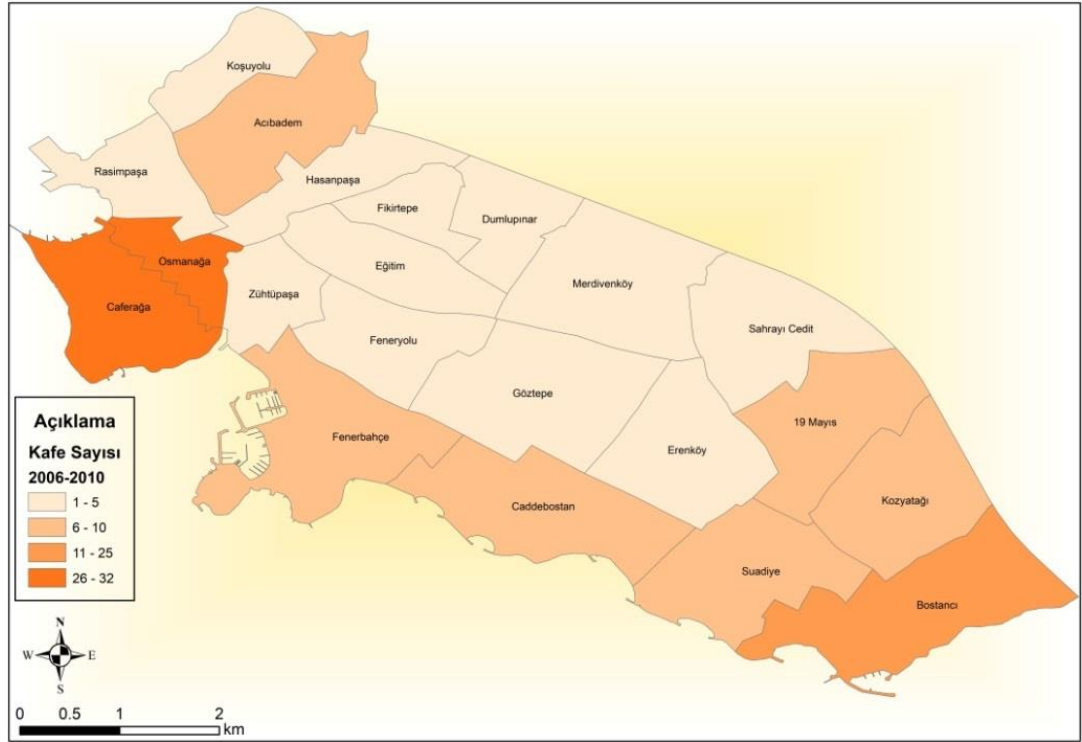 Koşuyolu
Acıbadem
Rasimpaşa
Hasanpaşa
Fikirtepe
Dumlupınar
Osmanağa
Eğitim
Merdivenköy
Zühtüpaşa
Caferağa
Sahrayı Cedit
Feneryolu
Göztepe
19 Mayıs
Fenerbahçe
Erenköy
Kozyatağı
Caddebostan
Suadiye
Bostancı
Açıklama
Kafe Sayısı
2006-2010
1 - 5
6 - 10
11 - 25
26 - 32
N
W E
S
0 0.5 1 2
km